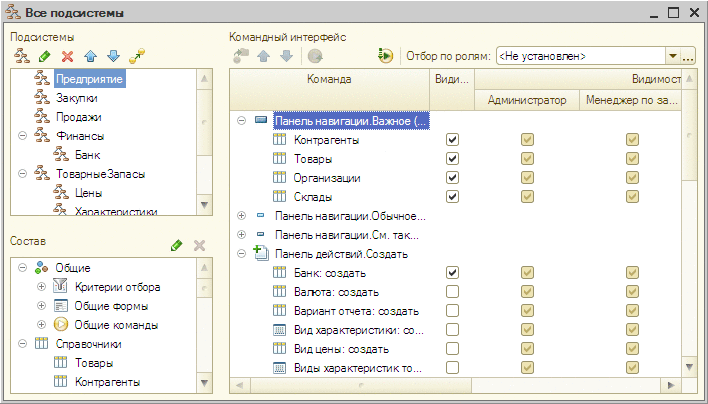 Все подсистемы
Подсистемы
Предприятие
Закупки
Продажи
Финансы
Банк
ТоварныеЗапасы
Цены
Характеристики
Состав
Общие
Критерии отбора
Общие формы
Общие команды
Справочники
Товары
Контрагенты
Командный интерфейс
Отбор по ролям: <Не установлен>
Команда Види... Видимост
Администратор Менеджер по за...
Панель навигации.Важное (...
Контрагенты
Товары
Организации
Склады
Панель навигации.Обычное...
Панель навигации.См. так...
Панель действий.Создать
Банк: создать
Валюта: создать
Вариант отчета: создать
Вид характеристики: со...
Вид цены: создать
Виды характеристик то...